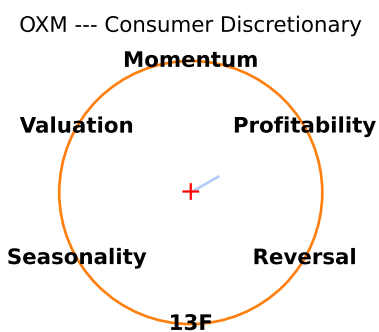 OXM --- Consumer Discretionary
Momentum
Valuation
Profitability
Seasonality
Reversal
13F